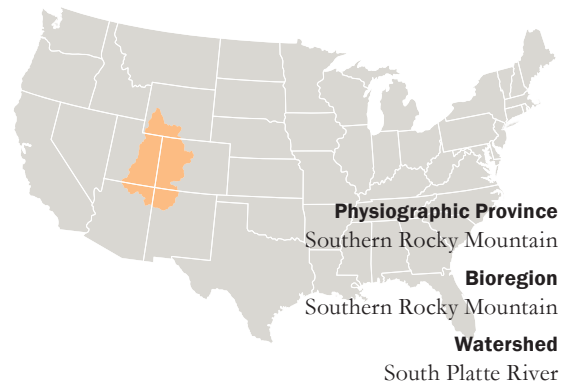 Physiographic Province
Southern Rocky Mountain
Bioregion
Southern Rocky Mountain
Watershed
South Platte River